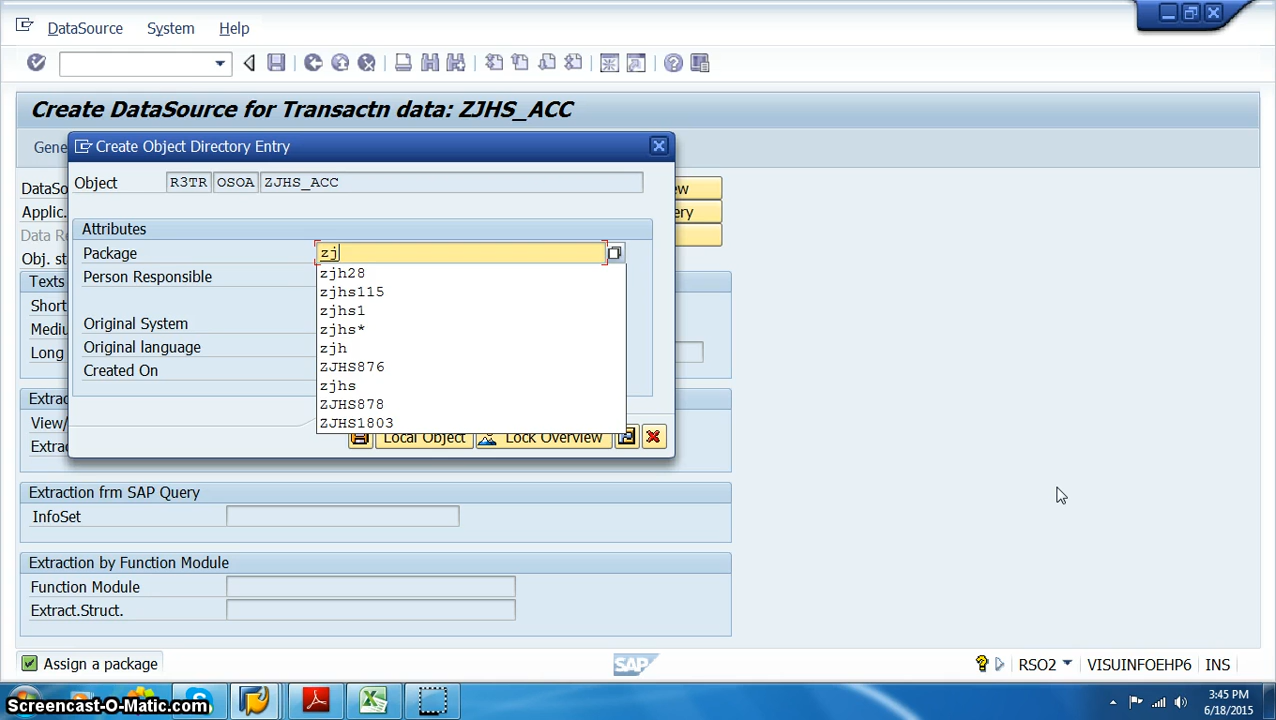 DataSource System Help
Create DataSource for Transactn data: ZJHS_ACC
Gene
Create Object Directory Entry
Object R3TR OSOA ZJHS_ACC
DataSo
Applic.
Data Re
Obj. st
ew
ery
Attributes
Package zj
Person Responsible
Original System
Original language
Created On
zjh28
zjhs115
zjhs1
zjhs*
zjh
ZJHS876
zjhs
ZJHS878
ZJHS1803
Texts
Short
Mediu
Long
Extrac
View/
Extrac
Local Object Lock Overview
Extraction frm SAP Query
InfoSet
Extraction by Function Module
Function Module
Extract.Struct.
Assign a package
SAP
RSO2 VISUINFOEHP6 INS
Screencast-O-Matic.com
3:45 PM
6/18/2015